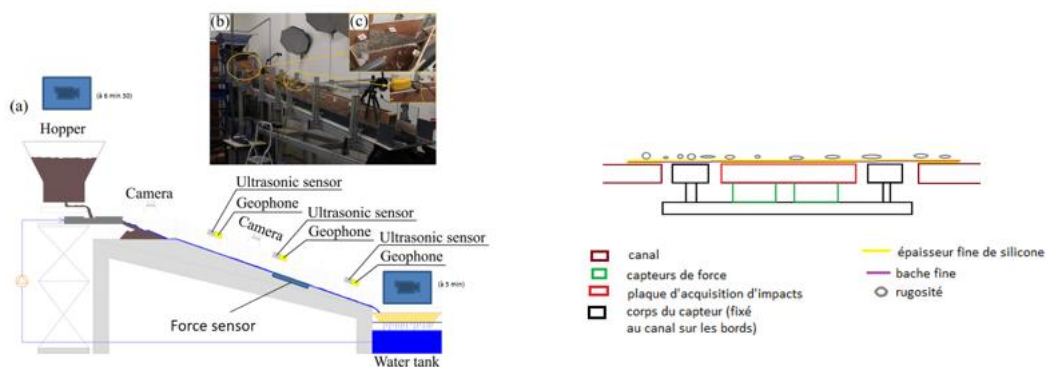 (a)
(à 6 min 30)
Hopper
Camera
(b)
(c)
Ultrasonic sensor
Geophone
Camera
Ultrasonic sensor
Geophone
Ultrasonic sensor
Geophone
(à 3 min)
Force sensor
Water tank
canal
capteurs de force
plaque d'acquisition d'impacts
corps du capteur (fixé
au canal sur les bords)
épaisseur fine de silicone
bache fine
rugosité